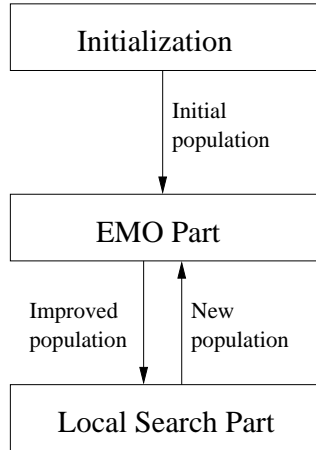 Initialization
Initial
population
EMO Part
Improved
population
New
population
Local Search Part